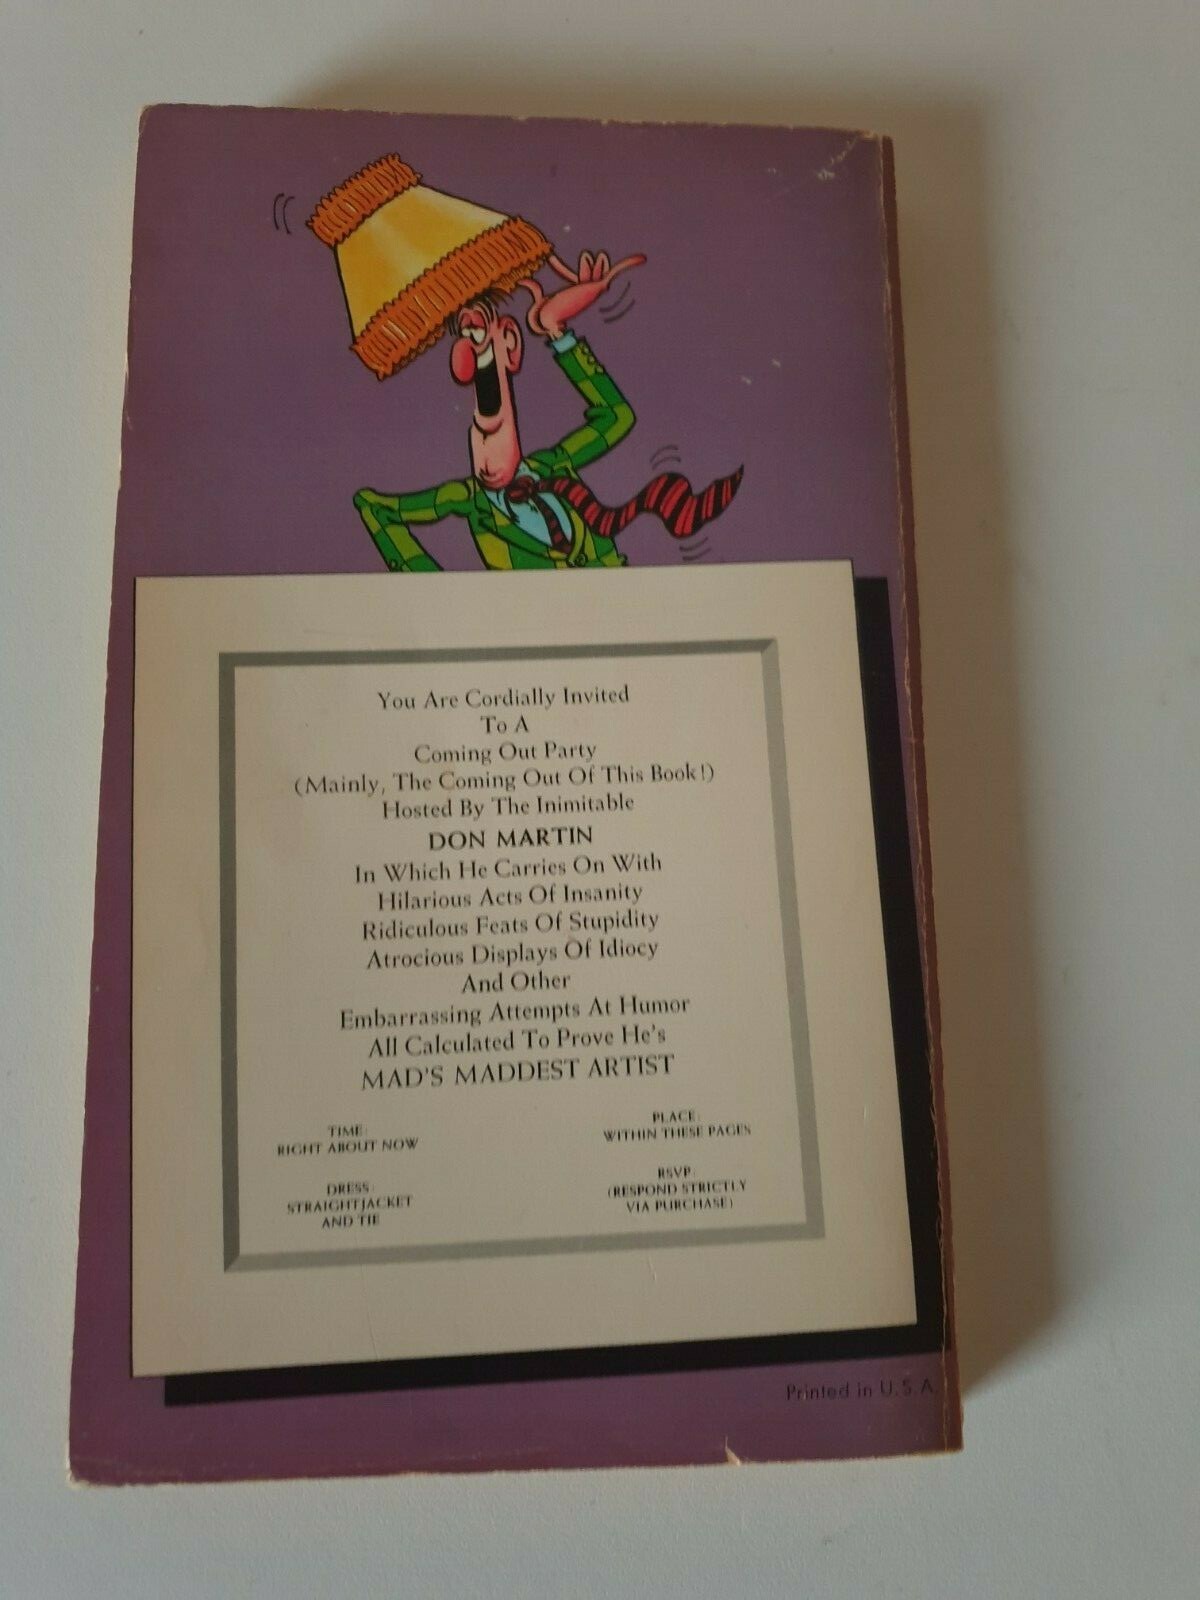 You Are Cordially Invited
To A
Coming Out Party
(Mainly, The Coming Out Of This Book!)
Hosted By The Inimitable
DON MARTIN
In Which He Carries On With
Hilarious Acts Of Insanity
Ridiculous Feats Of Stupidity
Atrocious Displays Of Idiocy
And Other
Embarrassing Attempts At Humor
All Calculated To Prove He's
MAD'S MADDEST ARTIST
TIME:
RIGHT ABOUT NOW
PLACE:
WITHIN THESE PAGES
DRESS:
STRAIGHTJACKET
AND TIE
RSVP:
(RESPOND STRICTLY
VIA PURCHASE)
Printed in U.S.A.